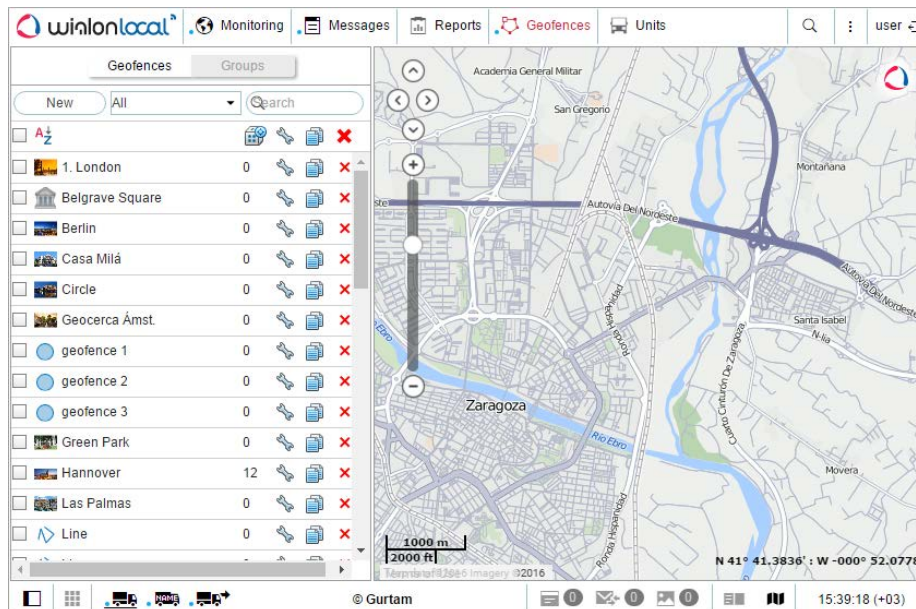 wialon local
Monitoring
Messages
Reports
Geofences
Units
user
Geofences
Groups
New
All
Search
1. London 0
Belgrave Square 0
Berlin 0
Casa Milá 0
Circle 0
Geocerca Ámst. 0
geofence 1 0
geofence 2 0
geofence 3 0
Green Park 0
Hannover 12
Las Palmas 0
Line 0
Academia General Militar
San Gregorio
Montañana
ste
Autovía Del Nordeste
Autovía Del Nordeste
Ronda Hispanidad
Santa Isabel
N-IIa
Cuarto Cinturón De Zaragoza
Zaragoza
Río Ebro
Río Ebro
Movera
Ronda Hispanidad
1000 m
2000 ft
Imagery ©2016
N 41° 41.3836' : W -000° 52.0778
NAME
© Gurtam
0
0
0
15:39:18 (+03)